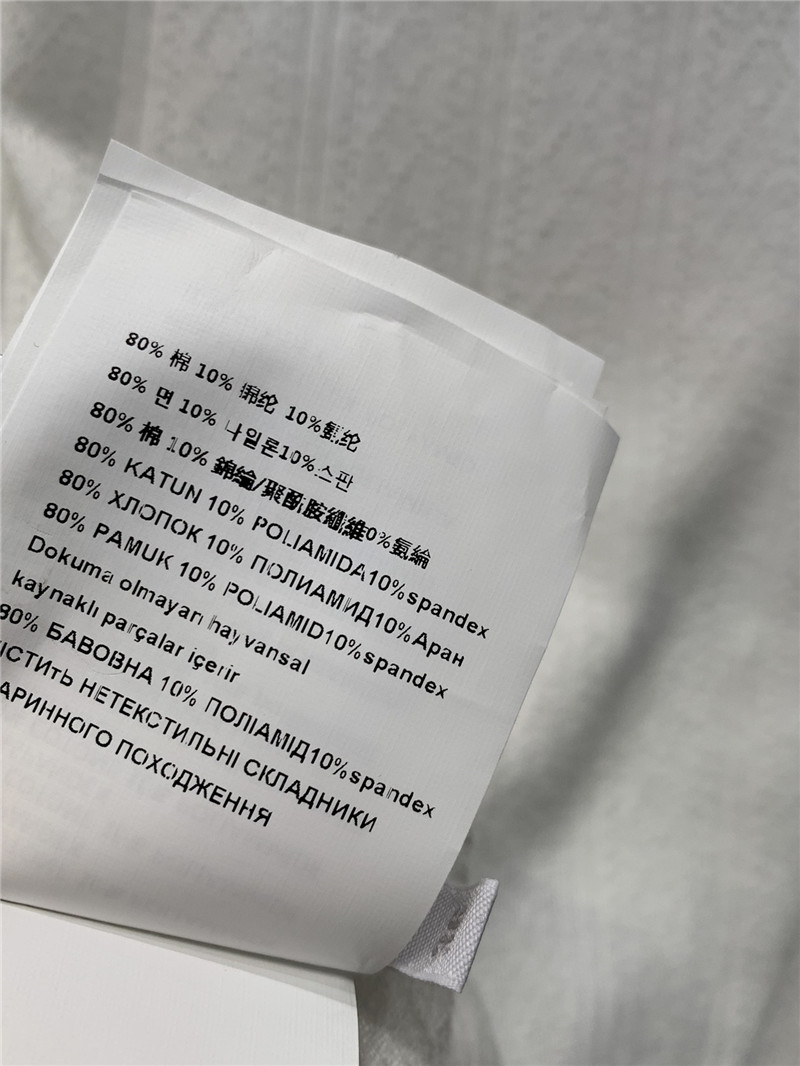 80% 棉 10% 锦纶 10%氨纶
80% 면 10% 나일론10%스판
80% 棉 10% 錦綸/聚酰胺纖維0%氨綸
80% KATUN 10% POLIAMIDA10%spandex
80% ХЛОПОК 10% ПОЛИАМИД10%Аран
80% PAMUK 10% POLIAMID10%spandex
Dokuma olmayan hayvansal
kaynaklı parçalar içerir
80% БАВОВНА 10% ПОЛІАМІД10%spandex
ІСТИТЬ НЕТЕКСТИЛЬНІ СКЛАДНИКИ
АРИННОГО ПОХОДЖЕННЯ